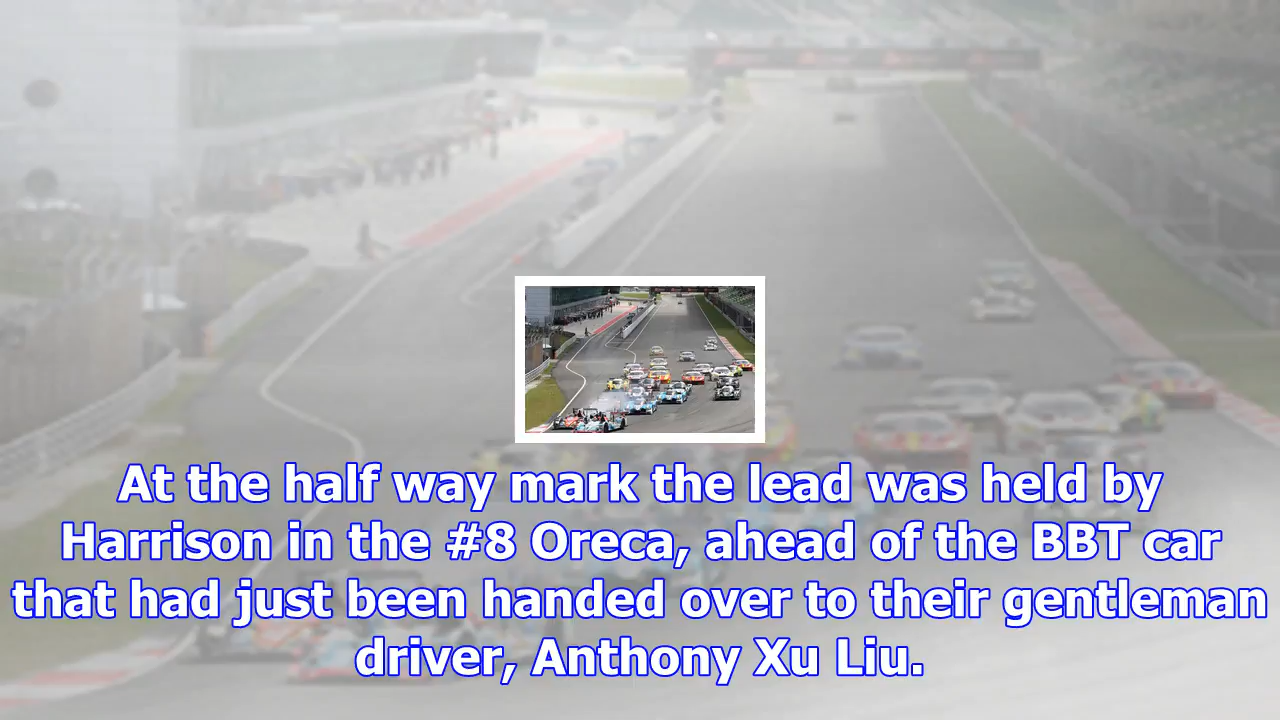 At the half way mark the lead was held by
Harrison in the #8 Oreca, ahead of the BBT car
that had just been handed over to their gentleman
driver, Anthony Xu Liu.